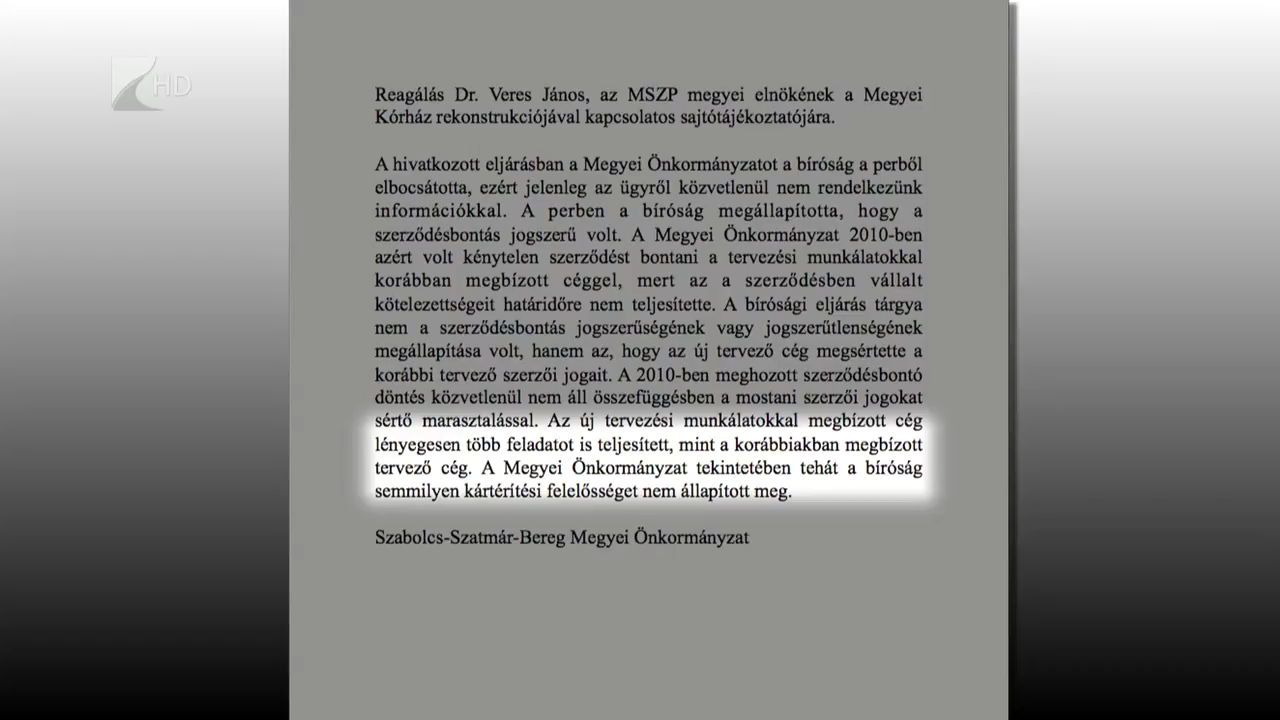 HD
Reagálás Dr. Veres János, az MSZP megyei elnökének a Megyei
Kórház rekonstrukciójával kapcsolatos sajtótájékoztatójára.
A hivatkozott eljárásban a Megyei Önkormányzatot a bíróság a perből
elbocsátotta, ezért jelenleg az ügyről közvetlenül nem rendelkezünk
információkkal. A perben a bíróság megállapította, hogy a
szerződésbontás jogszerű volt. A Megyei Önkormányzat 2010-ben
azért volt kénytelen szerződést bontani a tervezési munkálatokkal
korábban megbízott céggel, mert az a szerződésben vállalt
kötelezettségeit határidőre nem teljesítette. A bírósági eljárás tárgya
nem a szerződésbontás jogszerűségének vagy jogszerűtlenségének
megállapítása volt, hanem az, hogy az új tervező cég megsértette a
korábbi tervező szerzői jogait. A 2010-ben meghozott szerződésbontó
döntés közvetlenül nem áll összefüggésben a mostani szerzői jogokat
sértő marasztalással. Az új tervezési munkálatokkal megbízott cég
lényegesen több feladatot is teljesített, mint a korábbiakban megbízott
tervező cég. A Megyei Önkormányzat tekintetében tehát a bíróság
semmilyen kártérítési felelősséget nem állapított meg.
Szabolcs-Szatmár-Bereg Megyei Önkormányzat